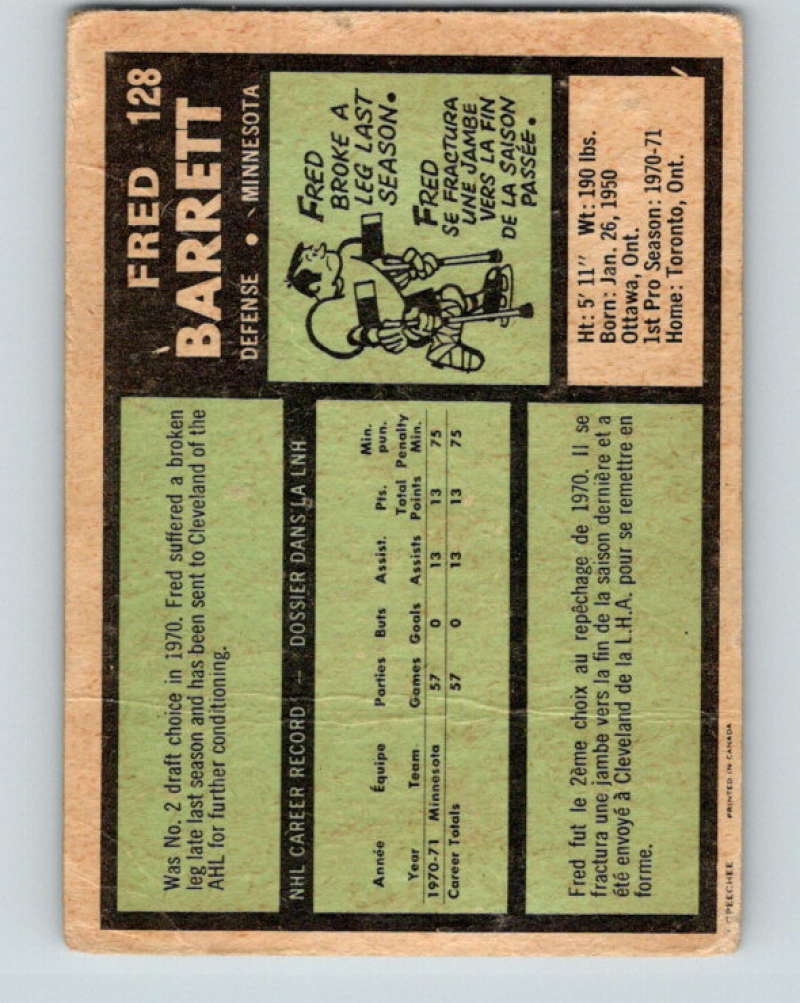 FRED 128
BARRETT
DEFENSE • MINNESOTA
FRED
BROKE A
LEG LAST
SEASON.
FRED
SE FRACTURA
UNE JAMBE
VERS LA FIN
DE LA SAISON
PASSÉE.
Ht: 5' 11" Wt: 190 lbs.
Born: Jan. 26, 1950
Ottawa, Ont.
1st Pro Season: 1970-71
Home: Toronto, Ont.
Was No. 2 draft choice in 1970. Fred suffered a broken
leg late last season and has been sent to Cleveland of the
AHL for further conditioning.
NHL CAREER RECORD — DOSSIER DANS LA LNH
Année Équipe Parties Buts Assist. Pts. Min.
Total pun.
Year Team Games Goals Assists Points Penalty Min.
1970-71 Minnesota 57 0 13 13 75
Career Totals 57 0 13 13 75
Fred fut le 2ème choix au repêchage de 1970. Il se
fractura une jambe vers la fin de la saison dernière et a
été envoyé à Cleveland de la L.H.A. pour se remettre en
forme.
O-PEE-CHEE PRINTED IN CANADA